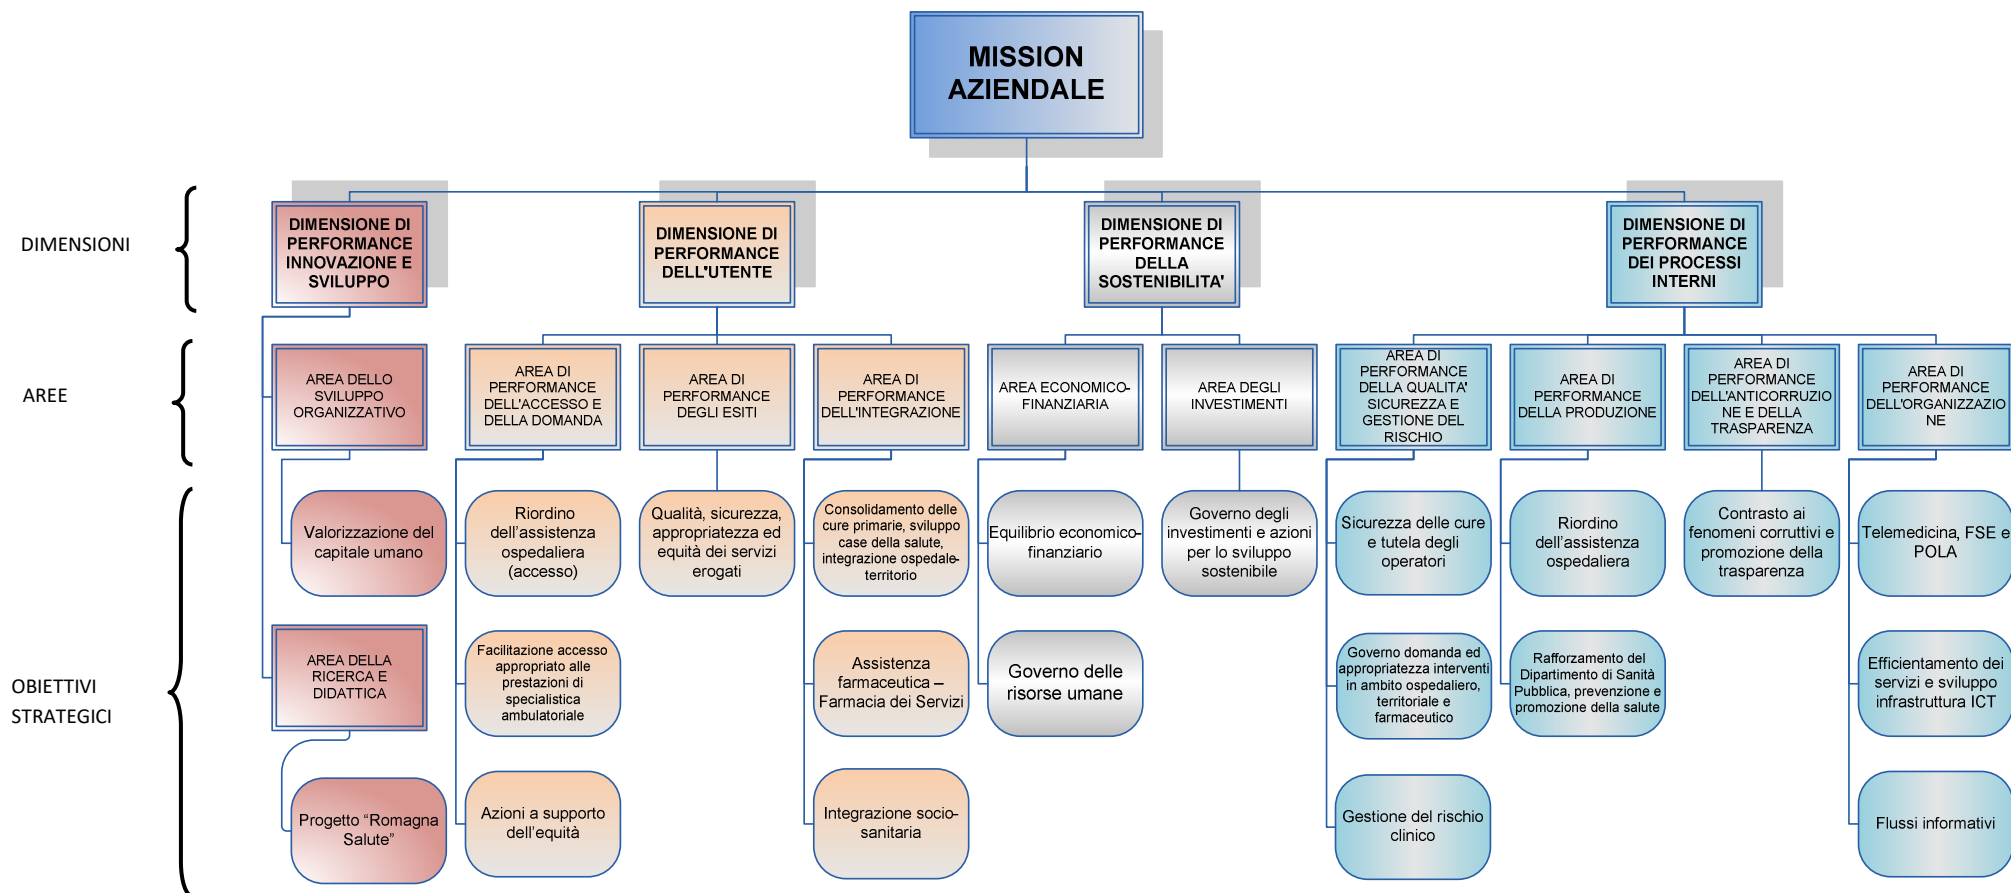 MISSION
AZIENDALE
DIMENSIONI
DIMENSIONE DI
PERFORMANCE
INNOVAZIONE E
SVILUPPO
DIMENSIONE DI
PERFORMANCE
DELL'UTENTE
DIMENSIONE DI
PERFORMANCE
DELLA
SOSTENIBILITA'
DIMENSIONE DI
PERFORMANCE
DEI PROCESSI
INTERNI
AREE
AREA DELLO
SVILUPPO
ORGANIZZATIVO
AREA DI
PERFORMANCE
DELL'ACCESSO E
DELLA DOMANDA
AREA DI
PERFORMANCE
DEGLI ESITI
AREA DI
PERFORMANCE
DELL'INTEGRAZIONE
AREA ECONOMICO-
FINANZIARIA
AREA DEGLI
INVESTIMENTI
AREA DI
PERFORMANCE
DELLA QUALITA'
SICUREZZA E
GESTIONE DEL
RISCHIO
AREA DI
PERFORMANCE
DELLA PRODUZIONE
AREA DI
PERFORMANCE
DELL'ANTICORRUZIO
NE E DELLA
TRASPARENZA
AREA DI
PERFORMANCE
DELL'ORGANIZZAZIO
NE
OBIETTIVI
STRATEGICI
Valorizzazione del
capitale umano
Riordino
dell'assistenza
ospedaliera
(accesso)
Qualità, sicurezza,
appropriatezza ed
equità dei servizi
erogati
Consolidamento delle
cure primarie, sviluppo
case della salute,
integrazione ospedale-
territorio
Equilibrio economico-
finanziario
Governo degli
investimenti e azioni
per lo sviluppo
sostenibile
Sicurezza delle cure
e tutela degli
operatori
Riordino
dell'assistenza
ospedaliera
Contrasto ai
fenomeni corruttivi e
promozione della
trasparenza
Telemedicina, FSE e
POLA
AREA DELLA
RICERCA E
DIDATTICA
Facilitazione accesso
appropriato alle
prestazioni di
specialistica
ambulatoriale
Assistenza
farmaceutica –
Farmacia dei Servizi
Governo delle
risorse umane
Governo domanda ed
appropriatezza interventi
in ambito ospedaliero,
territoriale e
farmaceutico
Rafforzamento del
Dipartimento di Sanità
Pubblica, prevenzione e
promozione della salute
Efficientamento dei
servizi e sviluppo
infrastruttura ICT
Progetto “Romagna
Salute”
Azioni a supporto
dell'equità
Integrazione socio-
sanitaria
Gestione del rischio
clinico
Flussi informativi